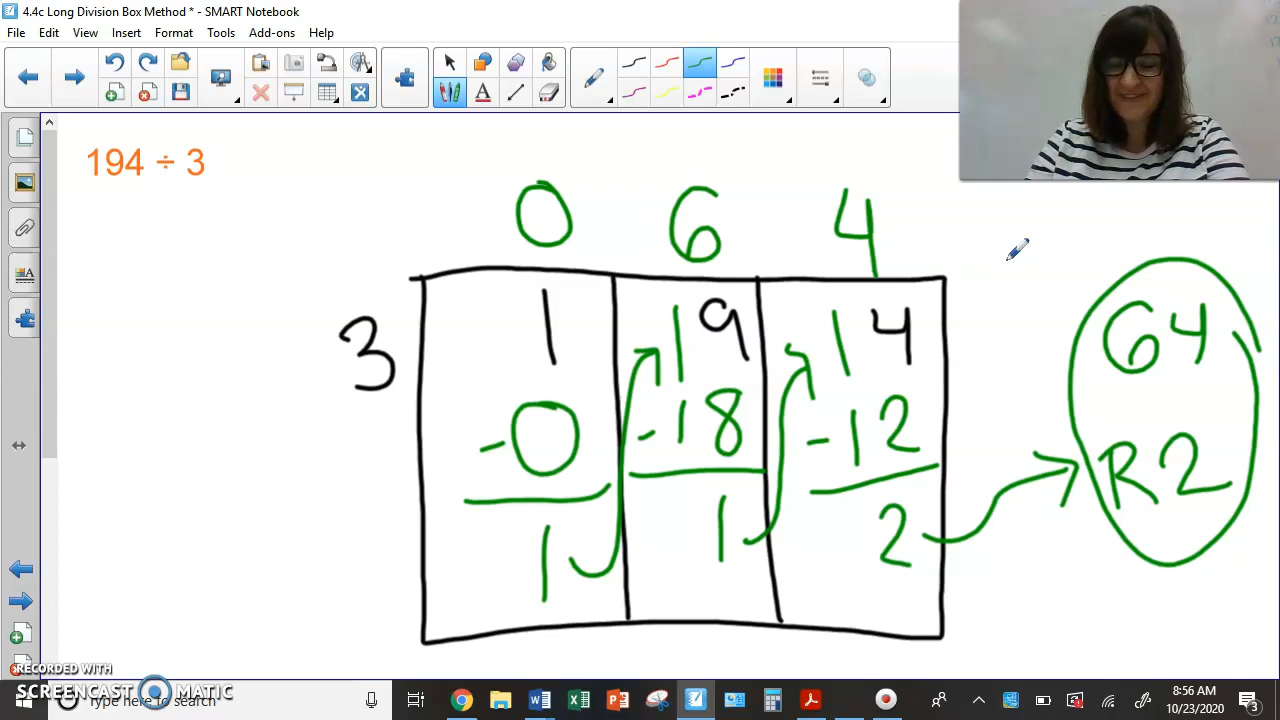 4.4c Long Division Box Method * - SMART Notebook
File Edit View Insert Format Tools Add-ons Help
194 ÷ 3
0 6 4
3
1 19 14
-0 -18 -12
1 1 2
64
R2
RECORDED WITH
SCREENCAST MATIC
Type here to search
8:56 AM
10/23/2020
3